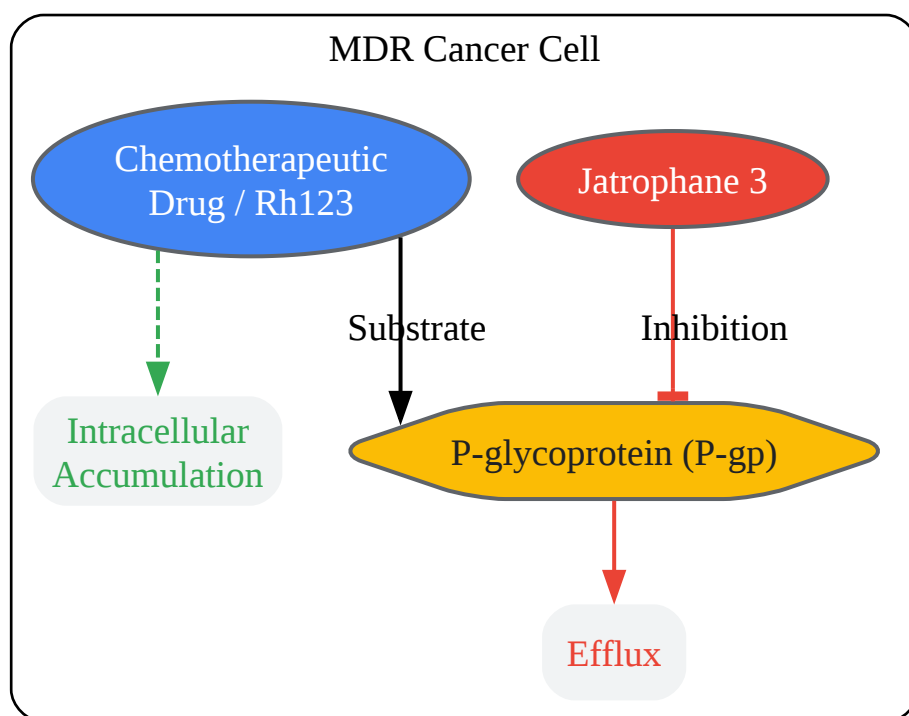 MDR Cancer Cell
Chemotherapeutic
Drug / Rh123
Jatrophane 3
Substrate
Inhibition
Intracellular
Accumulation
P-glycoprotein (P-gp)
Efflux